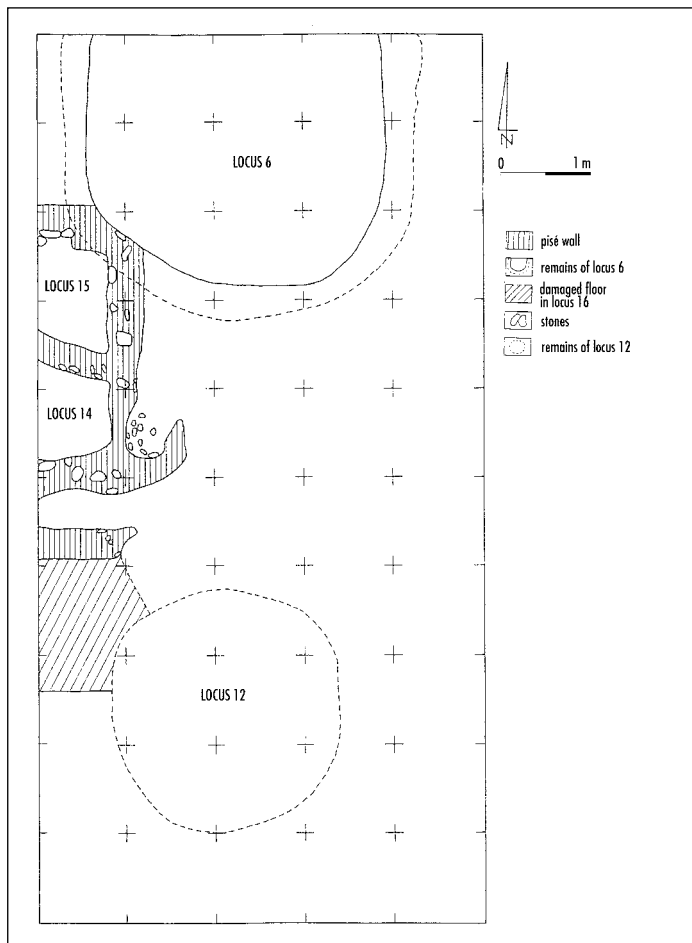 LOCUS 6
N
0 1 m
LOCUS 15
pisé wall
remains of locus 6
damaged floor
in locus 16
stones
remains of locus 12
LOCUS 14
LOCUS 12